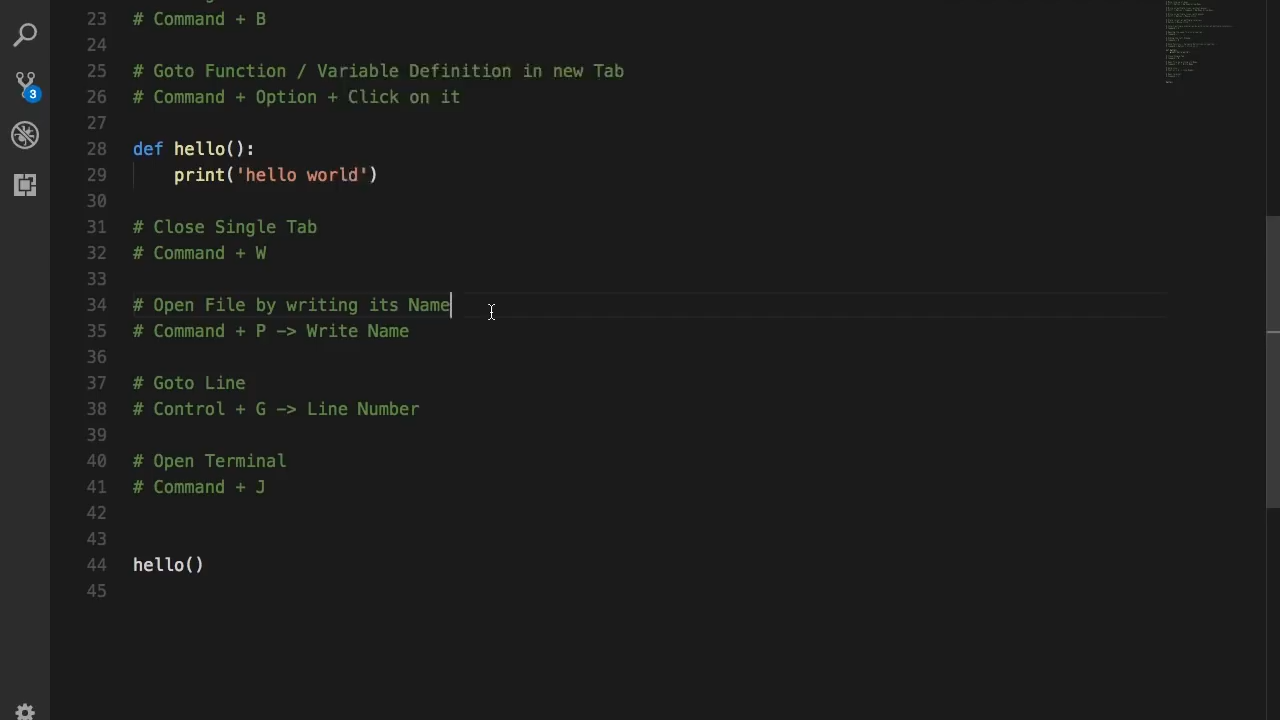 23 # Command + B
24
25 # Goto Function / Variable Definition in new Tab
26 # Command + Option + Click on it
27
28 def hello():
29     print('hello world')
30
31 # Close Single Tab
32 # Command + W
33
34 # Open File by writing its Name
35 # Command + P -> Write Name
36
37 # Goto Line
38 # Control + G -> Line Number
39
40 # Open Terminal
41 # Command + J
42
43
44 hello()
45
3